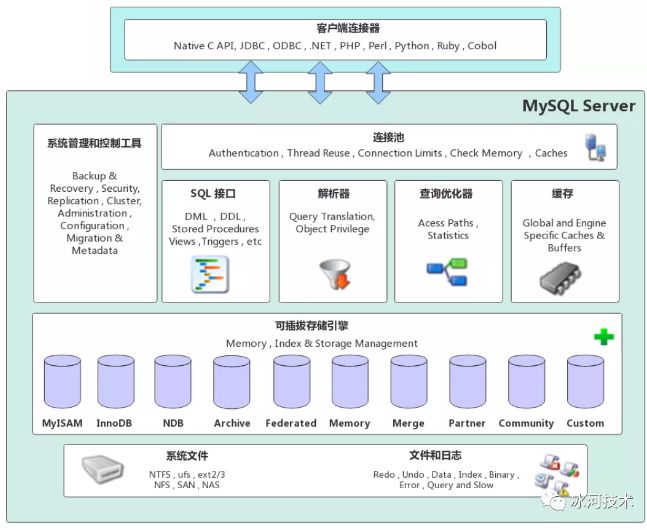 客户端连接器
Native C API, JDBC , ODBC , .NET , PHP , Perl , Python , Ruby , Cobol
MySQL Server
系统管理和控制工具
Backup &
Recovery , Security,
Replication , Cluster,
Administration ,
Configuration ,
Migration &
Metadata
连接池
Authentication , Thread Reuse , Connection Limits , Check Memory , Caches
SQL 接口
DML , DDL ,
Stored Procedures
Views ,Triggers , etc
解析器
Query Translation,
Object Privilege
查询优化器
Acess Paths ,
Statistics
缓存
Global and Engine
Specific Caches &
Buffers
可插拔存储引擎
Memory , Index & Storage Management
MyISAM InnoDB NDB Archive Federated Memory Merge Partner Community Custom
系统文件
NTFS , ufs , ext2/3
NFS , SAN , NAS
文件和日志
Redo , Undo , Data , Index , Binary ,
Error , Query and Slow
冰河技术